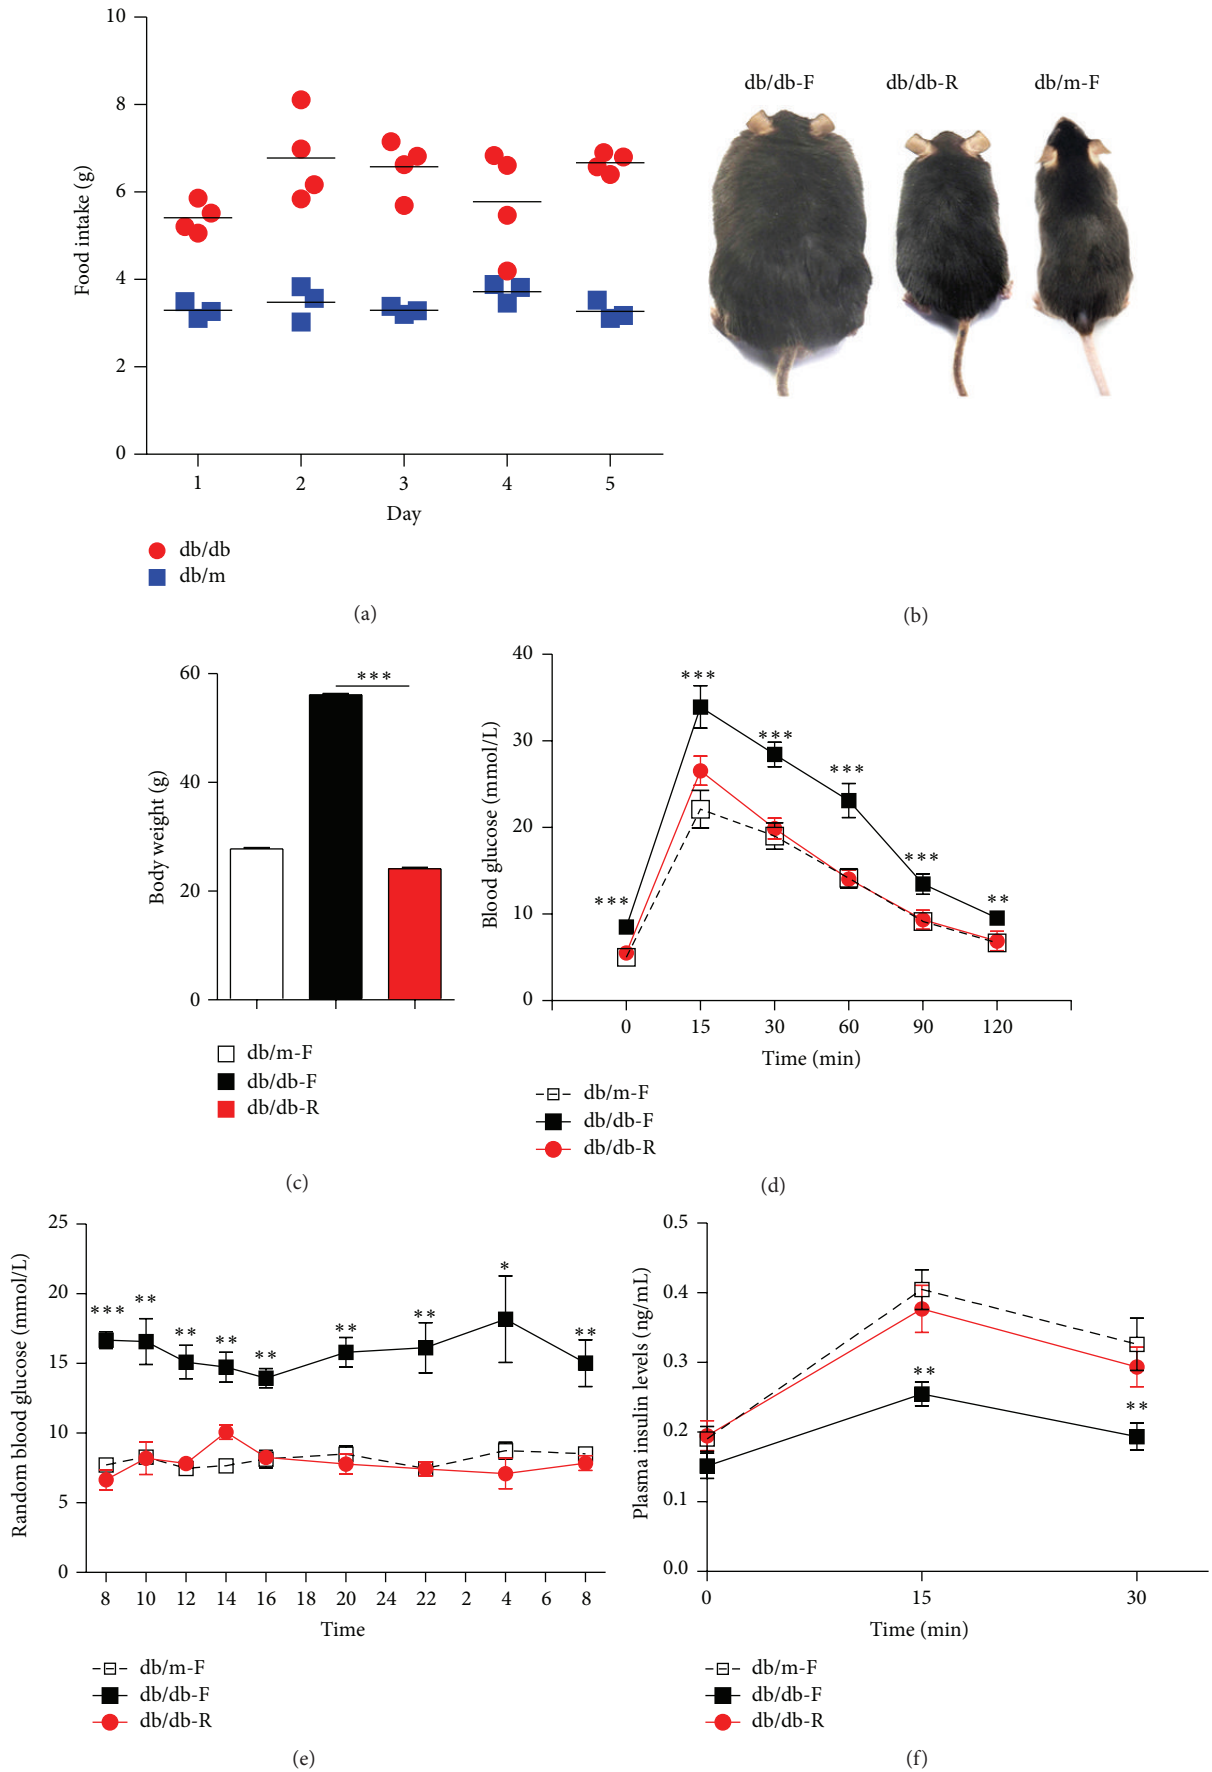 10
8
6
4
2
0
Food intake (g)
1 2 3 4 5
Day
db/db
db/m
(a)
db/db-F db/db-R db/m-F
(b)
60
40
20
0
Body weight (g)
***
db/m-F
db/db-F
db/db-R
(c)
40
30
20
10
0
Blood glucose (mmol/L)
*** *** *** *** *** **
0 15 30 60 90 120
Time (min)
db/m-F
db/db-F
db/db-R
(d)
25
20
15
10
5
0
Random blood glucose (mmol/L)
*** ** ** ** ** ** ** * **
8 10 12 14 16 18 20 24 22 2 4 6 8
Time
db/m-F
db/db-F
db/db-R
(e)
0.5
0.4
0.3
0.2
0.1
0.0
Plasma insulin levels (ng/mL)
** **
0 15 30
Time (min)
db/m-F
db/db-F
db/db-R
(f)